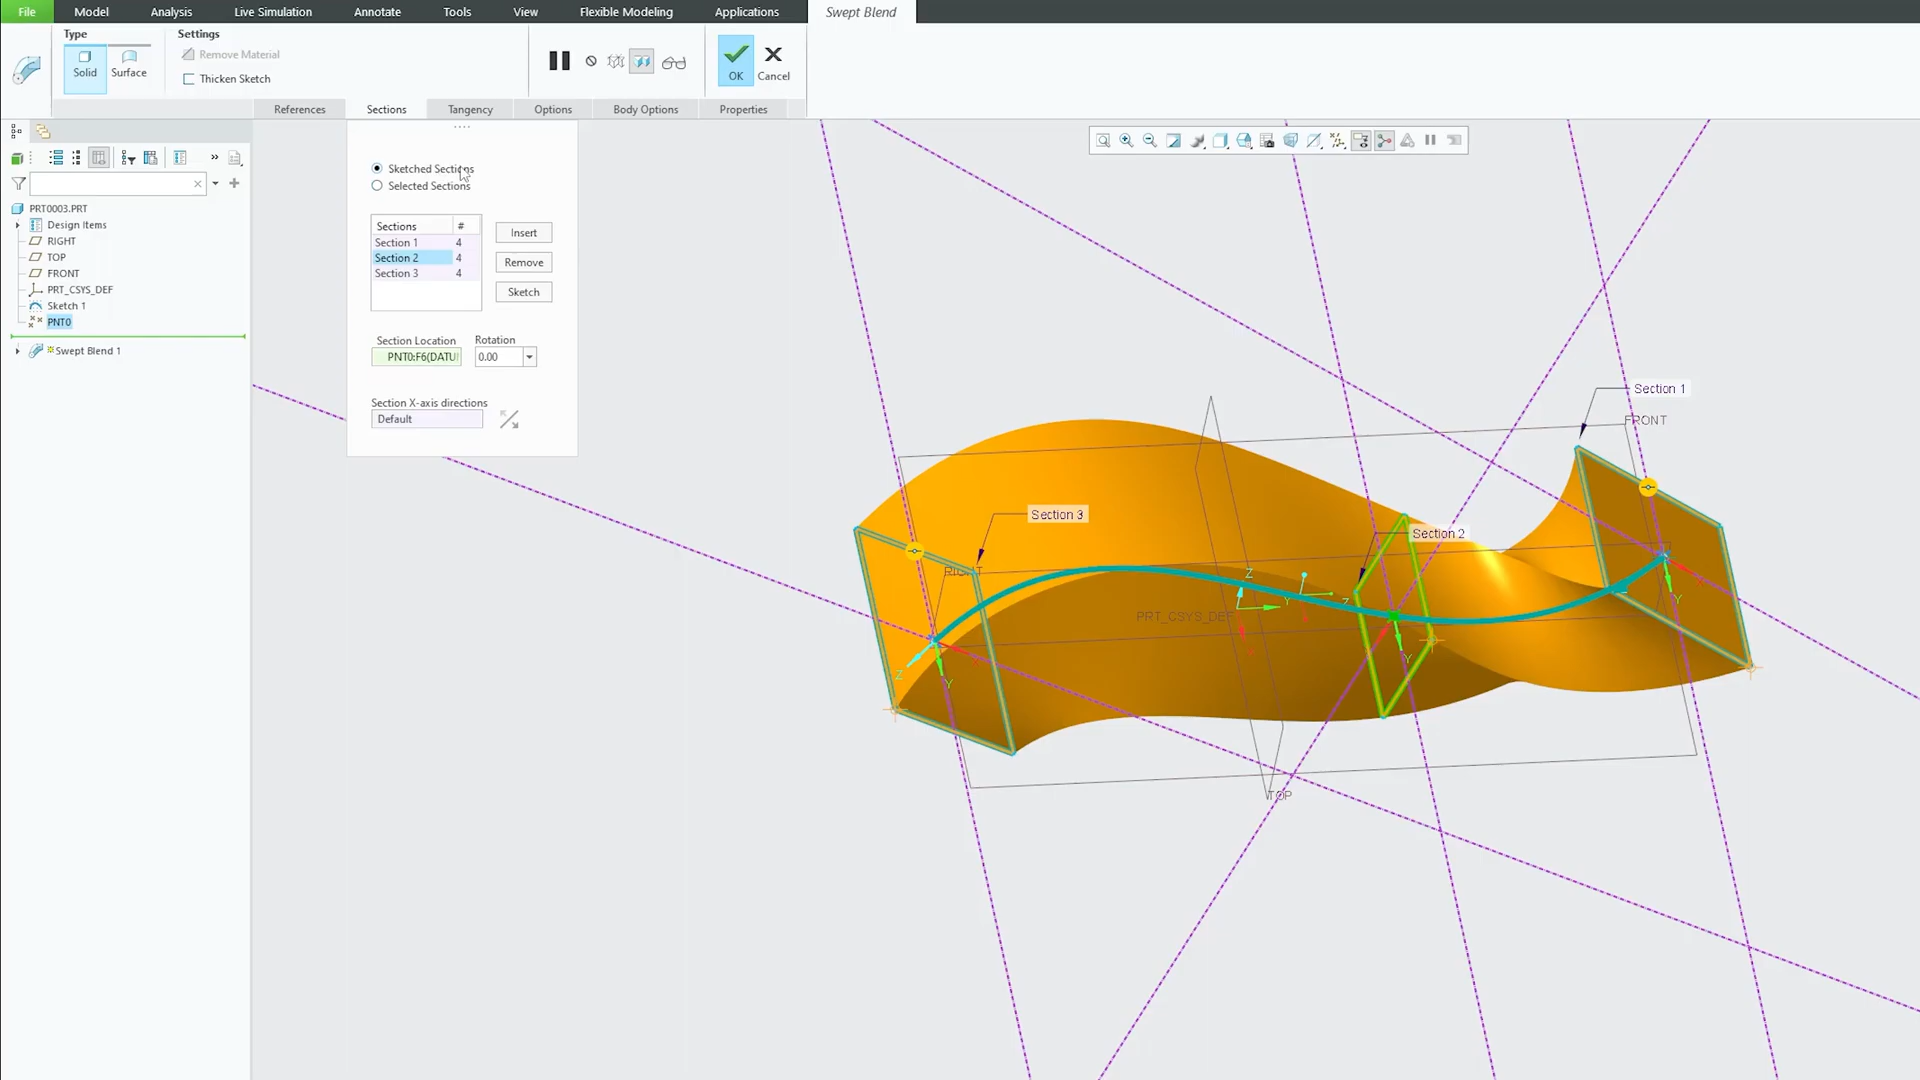 File Model Analysis Live Simulation Annotate Tools View Flexible Modeling Applications Swept Blend
Type Settings
Solid Surface
Remove Material
Thicken Sketch
OK Cancel
References Sections Tangency Options Body Options Properties
Sketched Sections
Selected Sections
Sections #
Section 1 4
Section 2 4
Section 3 4
Insert
Remove
Sketch
Section Location Rotation
PNT0:F6(DATU 0.00
Section X-axis directions
Default
PRT0003.PRT
Design Items
RIGHT
TOP
FRONT
PRT_CSYS_DEF
Sketch 1
PNT0
Swept Blend 1
Section 1
FRONT
Section 3
Section 2
RIGHT
Z
Y
Z
X
PRT_CSYS_DEF
Y
Y
Z
Y
TOP